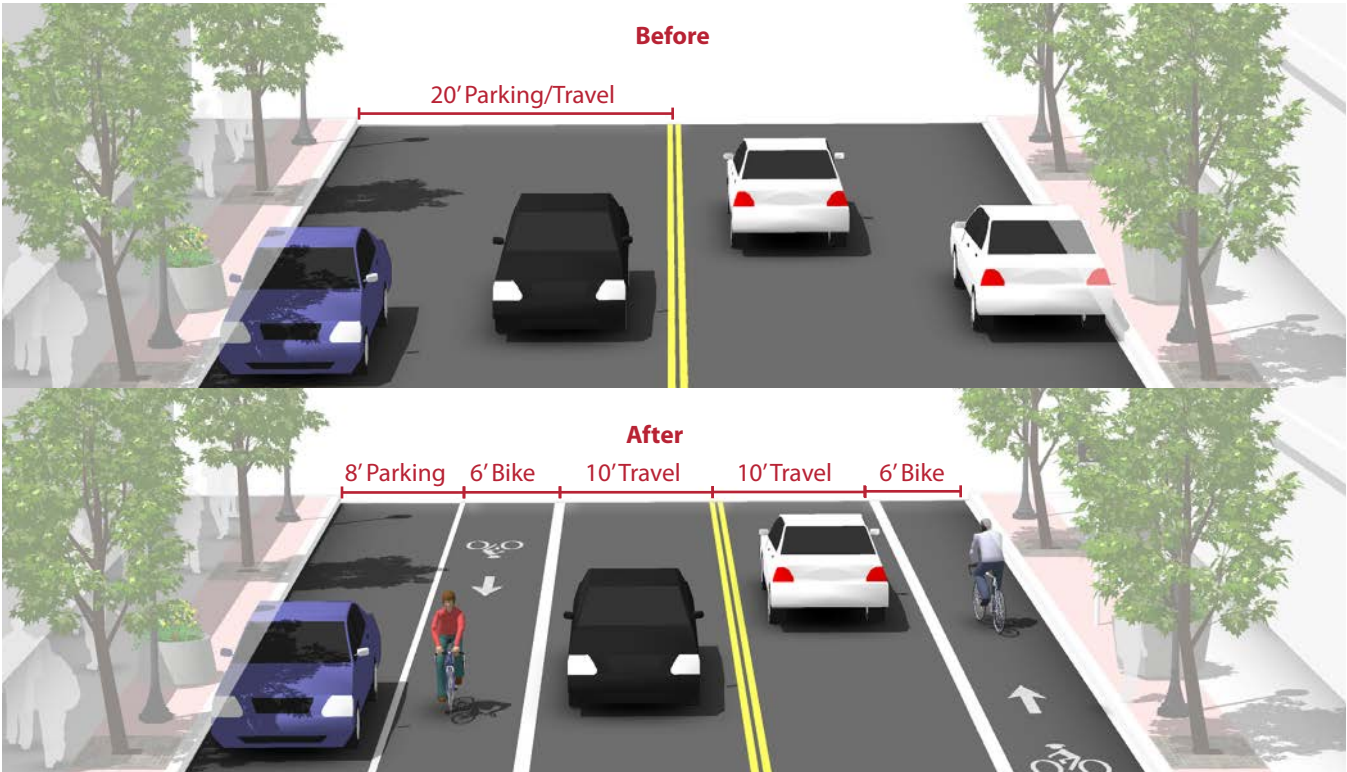 Before
20’ Parking/Travel
After
8’ Parking 6’ Bike 10’ Travel 10’ Travel 6’ Bike